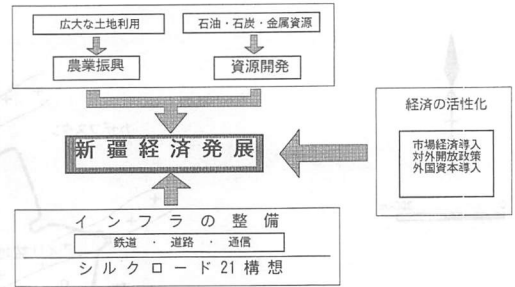 広大な土地利用
石油・石炭・金属資源
農業振興
資源開発
新疆経済発展
経済の活性化
市場経済導入
対外開放政策
外国資本導入
インフラの整備
鉄道 ・ 道路 ・ 通信
シルクロード21構想